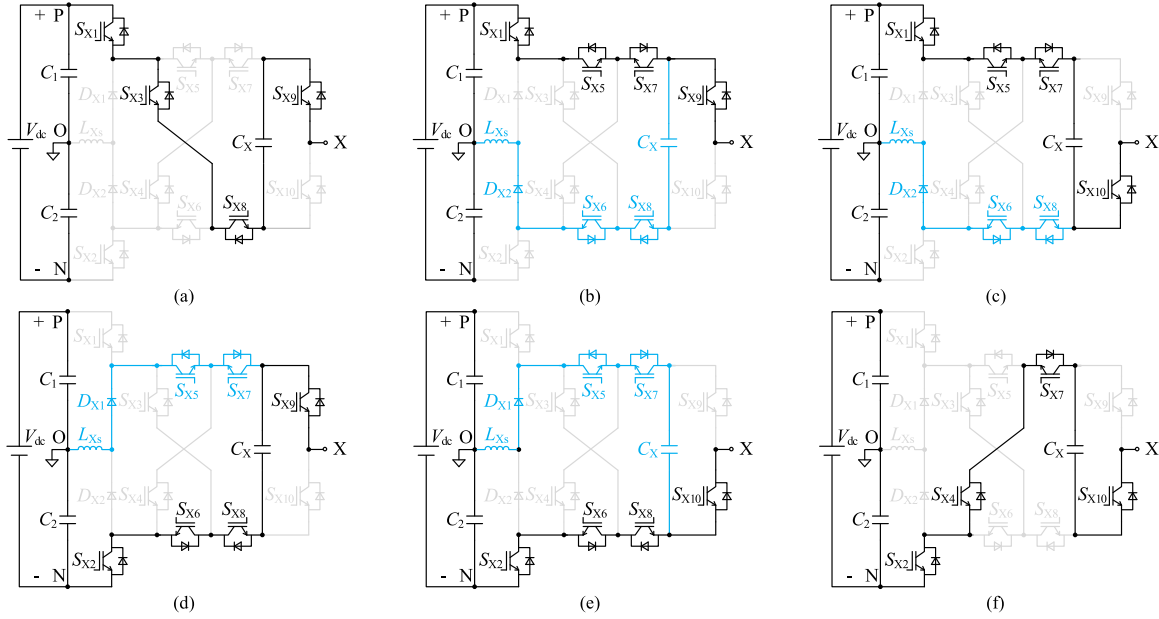 + P
S_X1
C_1
D_X1
S_X3
S_X5
S_X7
S_X9
V_dc
O
L_Xs
C_X
X
D_X2
S_X4
S_X6
S_X8
S_X10
C_2
S_X2
- N
(a)
+ P
S_X1
C_1
D_X1
S_X3
S_X5
S_X7
S_X9
V_dc
O
L_Xs
C_X
X
D_X2
S_X4
S_X6
S_X8
S_X10
C_2
S_X2
- N
(b)
+ P
S_X1
C_1
D_X1
S_X3
S_X5
S_X7
S_X9
V_dc
O
L_Xs
C_X
X
D_X2
S_X4
S_X6
S_X8
S_X10
C_2
S_X2
- N
(c)
+ P
S_X1
C_1
D_X1
S_X3
S_X5
S_X7
S_X9
V_dc
O
L_Xs
C_X
X
D_X2
S_X4
S_X6
S_X8
S_X10
C_2
S_X2
- N
(d)
+ P
S_X1
C_1
D_X1
S_X3
S_X5
S_X7
S_X9
V_dc
O
L_Xs
C_X
X
D_X2
S_X4
S_X6
S_X8
S_X10
C_2
S_X2
- N
(e)
+ P
S_X1
C_1
D_X1
S_X3
S_X5
S_X7
S_X9
V_dc
O
L_Xs
C_X
X
D_X2
S_X4
S_X6
S_X8
S_X10
C_2
S_X2
- N
(f)